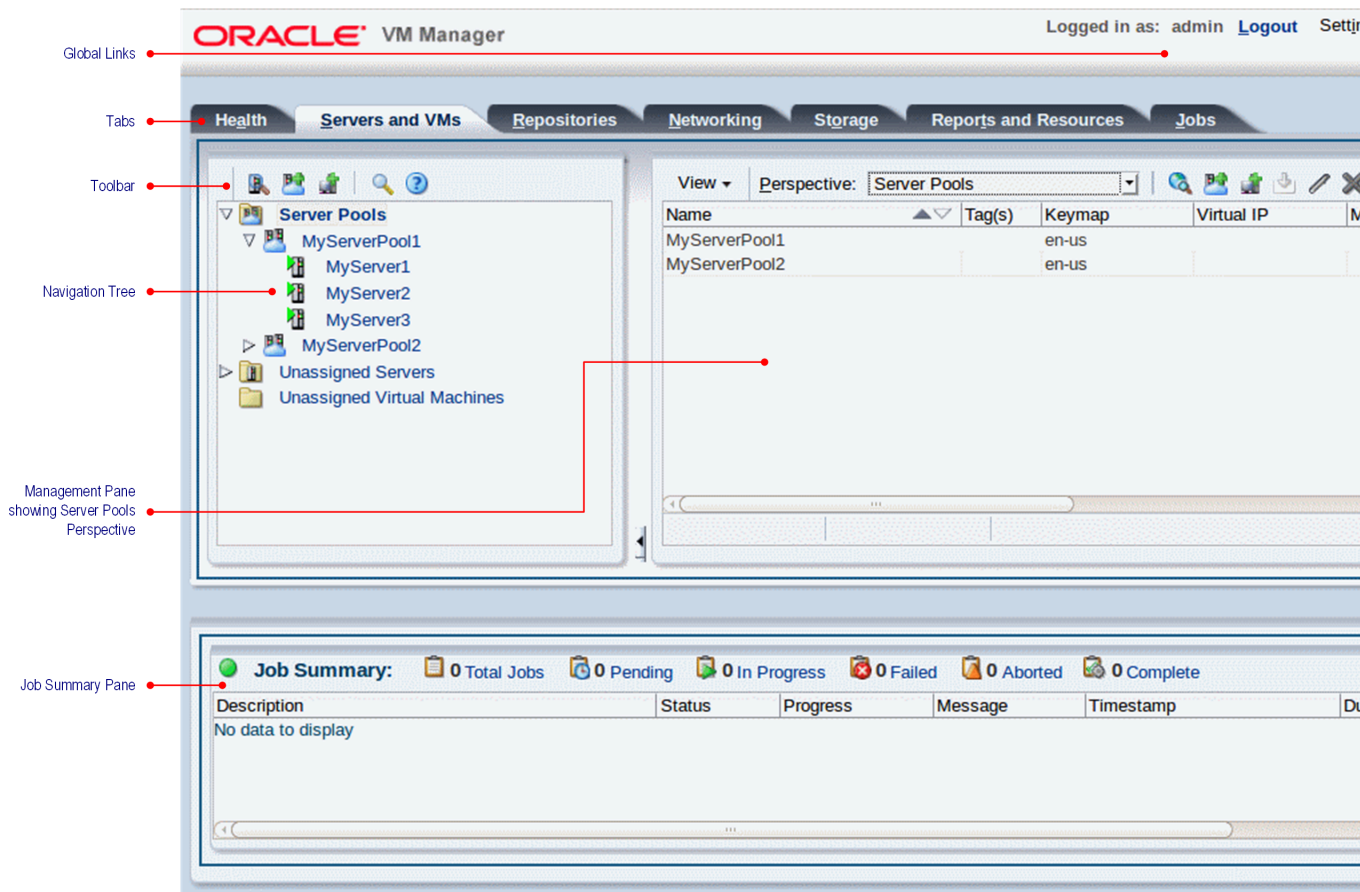 ORACLE VM Manager
Logged in as: admin Logout Settin
Global Links
Tabs
Health Servers and VMs Repositories Networking Storage Reports and Resources Jobs
Toolbar
View Perspective: Server Pools
Server Pools
MyServerPool1
MyServer1
MyServer2
MyServer3
MyServerPool2
Unassigned Servers
Unassigned Virtual Machines
Navigation Tree
Name Tag(s) Keymap Virtual IP M
MyServerPool1 en-us
MyServerPool2 en-us
Management Pane
showing Server Pools
Perspective
Job Summary Pane
Job Summary: 0 Total Jobs 0 Pending 0 In Progress 0 Failed 0 Aborted 0 Complete
Description Status Progress Message Timestamp Du
No data to display